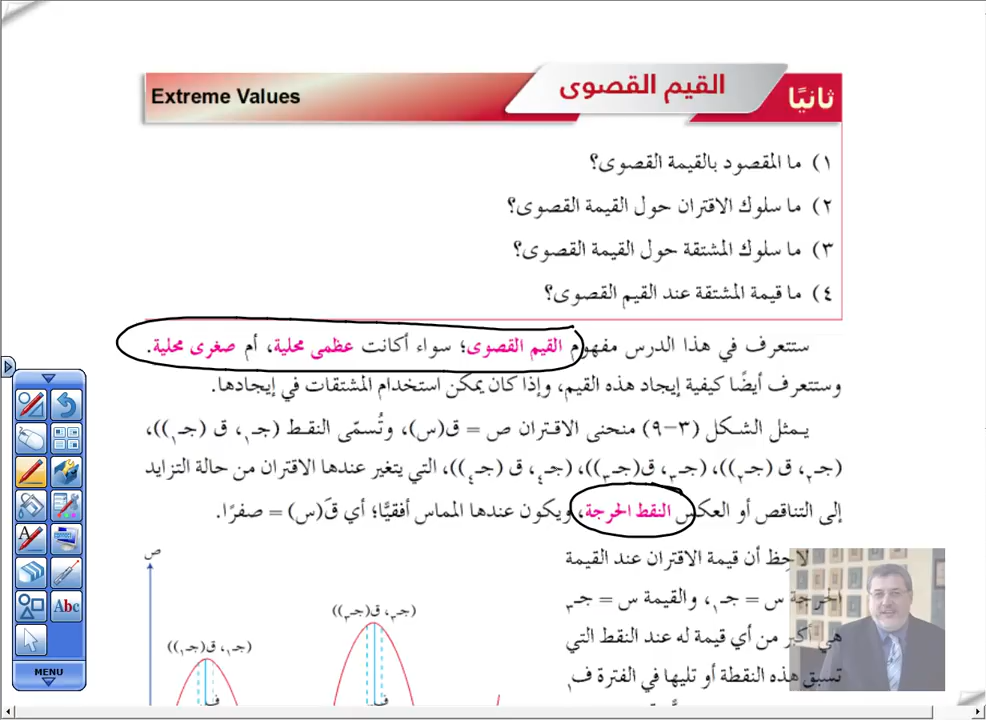 ثانيًا
القيم القصوى
Extreme Values
١) ما المقصود بالقيمة القصوى؟
٢) ما سلوك الاقتران حول القيمة القصوى؟
٣) ما سلوك المشتقة حول القيمة القصوى؟
٤) ما قيمة المشتقة عند القيم القصوى؟
ستتعرف في هذا الدرس مفهوم القيم القصوى؛ سواء أكانت عظمى محلية، أم صغرى محلية.
وستتعرف أيضًا كيفية إيجاد هذه القيم، وإذا كان يمكن استخدام المشتقات في إيجادها.
يـمثل الشـكل (٣-٩) منحنى الاقتـران ص = ق(س)، وتُسمّى النقـط (جـ١، ق (جـ١))،
(جـ٢، ق (جـ٢))، (جـ٣، ق(جـ٣))، (جـ٤، ق (جـ٤))، التي يتغير عندها الاقتران من حالة التزايد
إلى التناقص أو العكس النقط الحرجة، ويكون عندها المماس أفقيًّا؛ أي قَ(س) = صفرًا.
لاحِظ أن قيمة الاقتران عند القيمة
الحرجة س = جـ١، والقيمة س = جـ٣
هي أكبر من أي قيمة له عند النقط التي
تسبق هذه النقطة أو تليها في الفترة ف١
ص
(جـ٣، ق(جـ٣))
(جـ١، ق(جـ١))
ف
ف
Abc
MENU